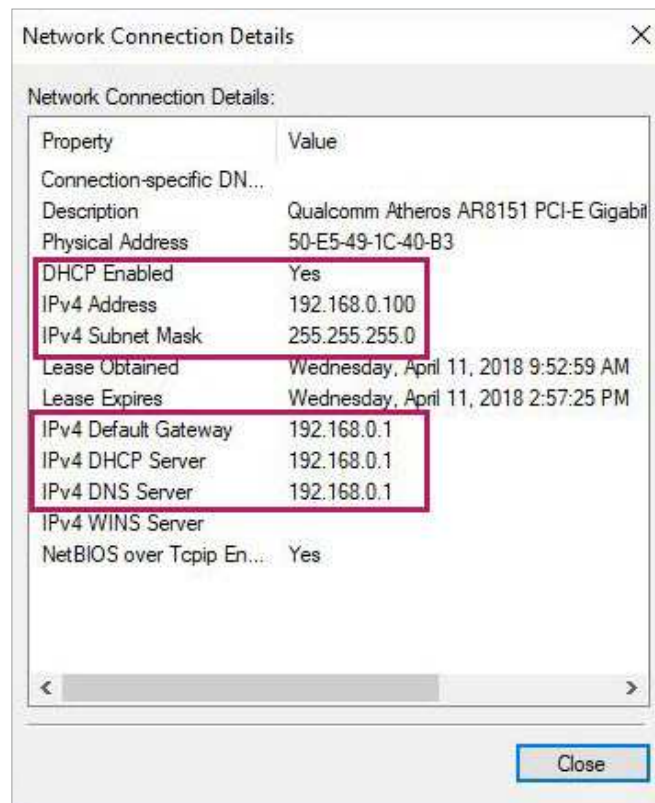 Network Connection Details
Network Connection Details:
Property Value
Connection-specific DN...
Description Qualcomm Atheros AR8151 PCI-E Gigabit
Physical Address 50-E5-49-1C-40-B3
DHCP Enabled Yes
IPv4 Address 192.168.0.100
IPv4 Subnet Mask 255.255.255.0
Lease Obtained Wednesday, April 11, 2018 9:52:59 AM
Lease Expires Wednesday, April 11, 2018 2:57:25 PM
IPv4 Default Gateway 192.168.0.1
IPv4 DHCP Server 192.168.0.1
IPv4 DNS Server 192.168.0.1
IPv4 WINS Server
NetBIOS over Tcpip En... Yes
Close